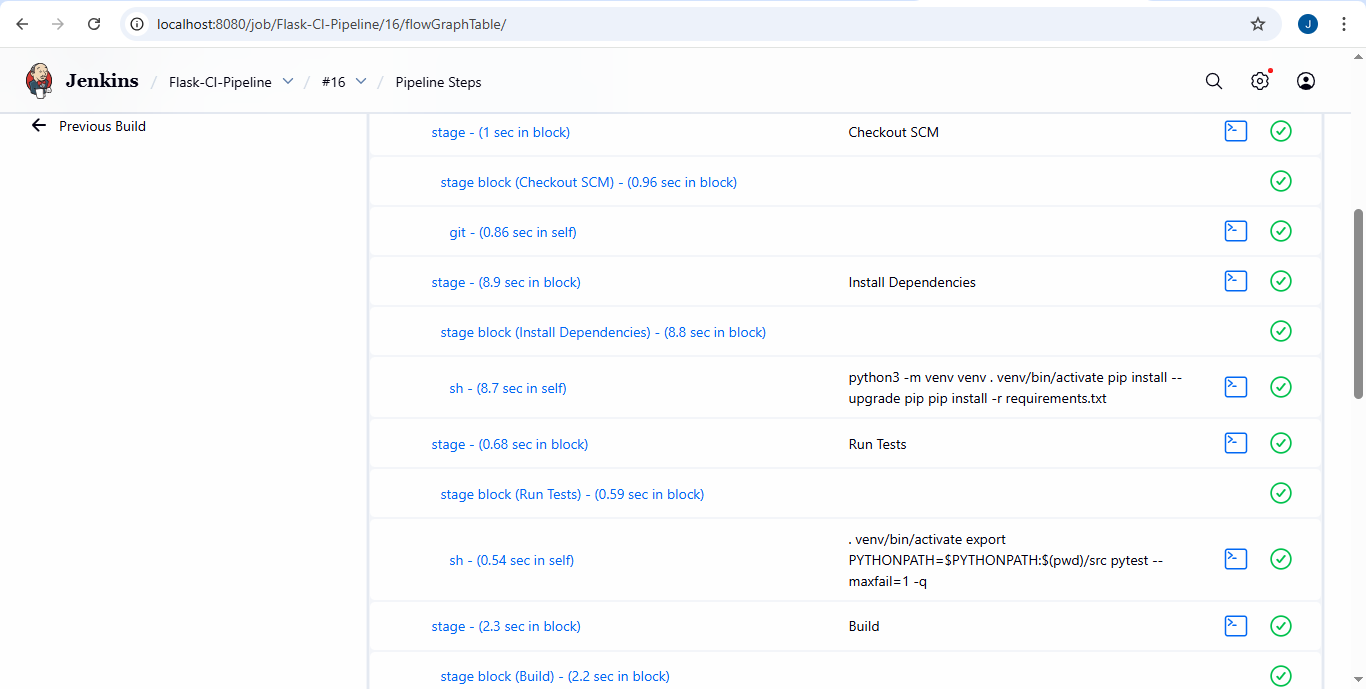 localhost:8080/job/Flask-CI-Pipeline/16/flowGraphTable/
J
Jenkins / Flask-CI-Pipeline / #16 / Pipeline Steps
Previous Build
stage - (1 sec in block) Checkout SCM
stage block (Checkout SCM) - (0.96 sec in block)
git - (0.86 sec in self)
stage - (8.9 sec in block) Install Dependencies
stage block (Install Dependencies) - (8.8 sec in block)
sh - (8.7 sec in self)
python3 -m venv venv . venv/bin/activate pip install --
upgrade pip pip install -r requirements.txt
stage - (0.68 sec in block) Run Tests
stage block (Run Tests) - (0.59 sec in block)
sh - (0.54 sec in self)
. venv/bin/activate export
PYTHONPATH=$PYTHONPATH:$(pwd)/src pytest --
maxfail=1 -q
stage - (2.3 sec in block) Build
stage block (Build) - (2.2 sec in block)